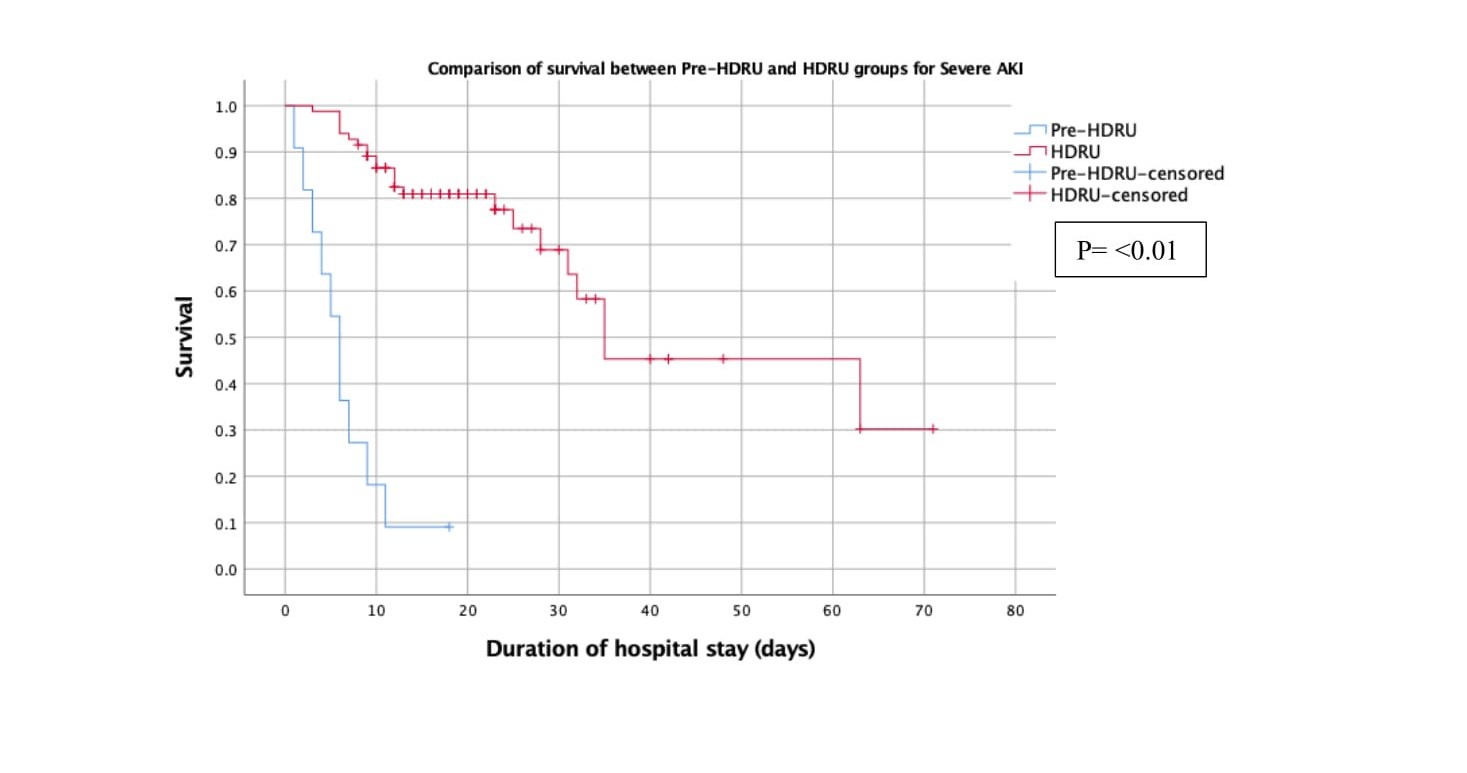 Comparison of survival between Pre-HDRU and HDRU groups for Severe AKI
Pre-HDRU
HDRU
Pre-HDRU-censored
HDRU-censored
P= <0.01
Survival
1.0
0.9
0.8
0.7
0.6
0.5
0.4
0.3
0.2
0.1
0.0
0 10 20 30 40 50 60 70 80
Duration of hospital stay (days)